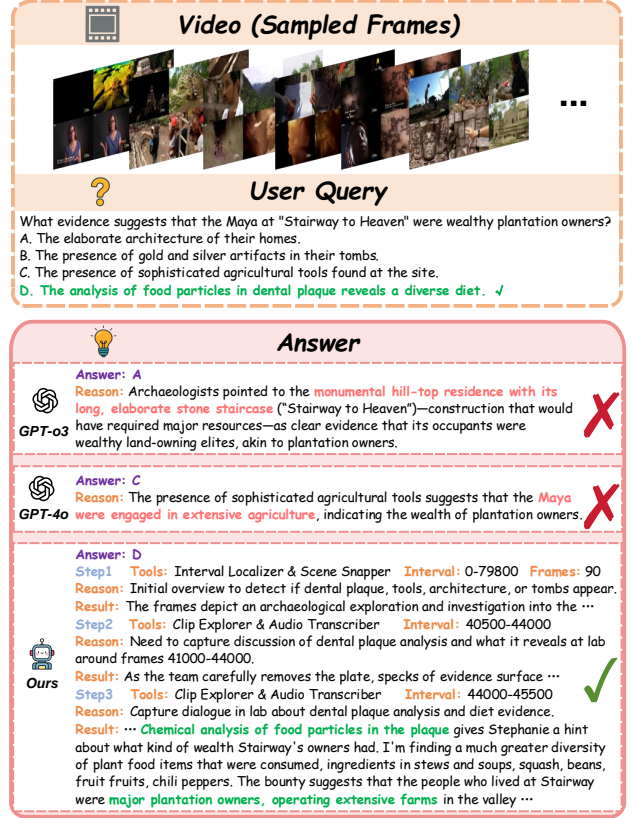 Video (Sampled Frames)
...
User Query
What evidence suggests that the Maya at "Stairway to Heaven" were wealthy plantation owners?
A. The elaborate architecture of their homes.
B. The presence of gold and silver artifacts in their tombs.
C. The presence of sophisticated agricultural tools found at the site.
D. The analysis of food particles in dental plaque reveals a diverse diet. √
Answer
Answer: A
Reason: Archaeologists pointed to the monumental hill-top residence with its
long, elaborate stone staircase (“Stairway to Heaven”)—construction that would
have required major resources—as clear evidence that its occupants were
wealthy land-owning elites, akin to plantation owners.
GPT-o3
Answer: C
Reason: The presence of sophisticated agricultural tools suggests that the Maya
were engaged in extensive agriculture, indicating the wealth of plantation owners.
GPT-4o
Answer: D
Step1 Tools: Interval Localizer & Scene Snapper Interval: 0-79800 Frames: 90
Reason: Initial overview to detect if dental plaque, tools, architecture, or tombs appear.
Result: The frames depict an archaeological exploration and investigation into the ⋯
Step2 Tools: Clip Explorer & Audio Transcriber Interval: 40500-44000
Reason: Need to capture discussion of dental plaque analysis and what it reveals at lab
around frames 41000-44000.
Result: As the team carefully removes the plate, specks of evidence surface ⋯
Step3 Tools: Clip Explorer & Audio Transcriber Interval: 44000-45500
Reason: Capture dialogue in lab about dental plaque analysis and diet evidence.
Result: ⋯ Chemical analysis of food particles in the plaque gives Stephanie a hint
about what kind of wealth Stairway's owners had. I'm finding a much greater diversity
of plant food items that were consumed, ingredients in stews and soups, squash, beans,
fruit fruits, chili peppers. The bounty suggests that the people who lived at Stairway
were major plantation owners, operating extensive farms in the valley ⋯
Ours